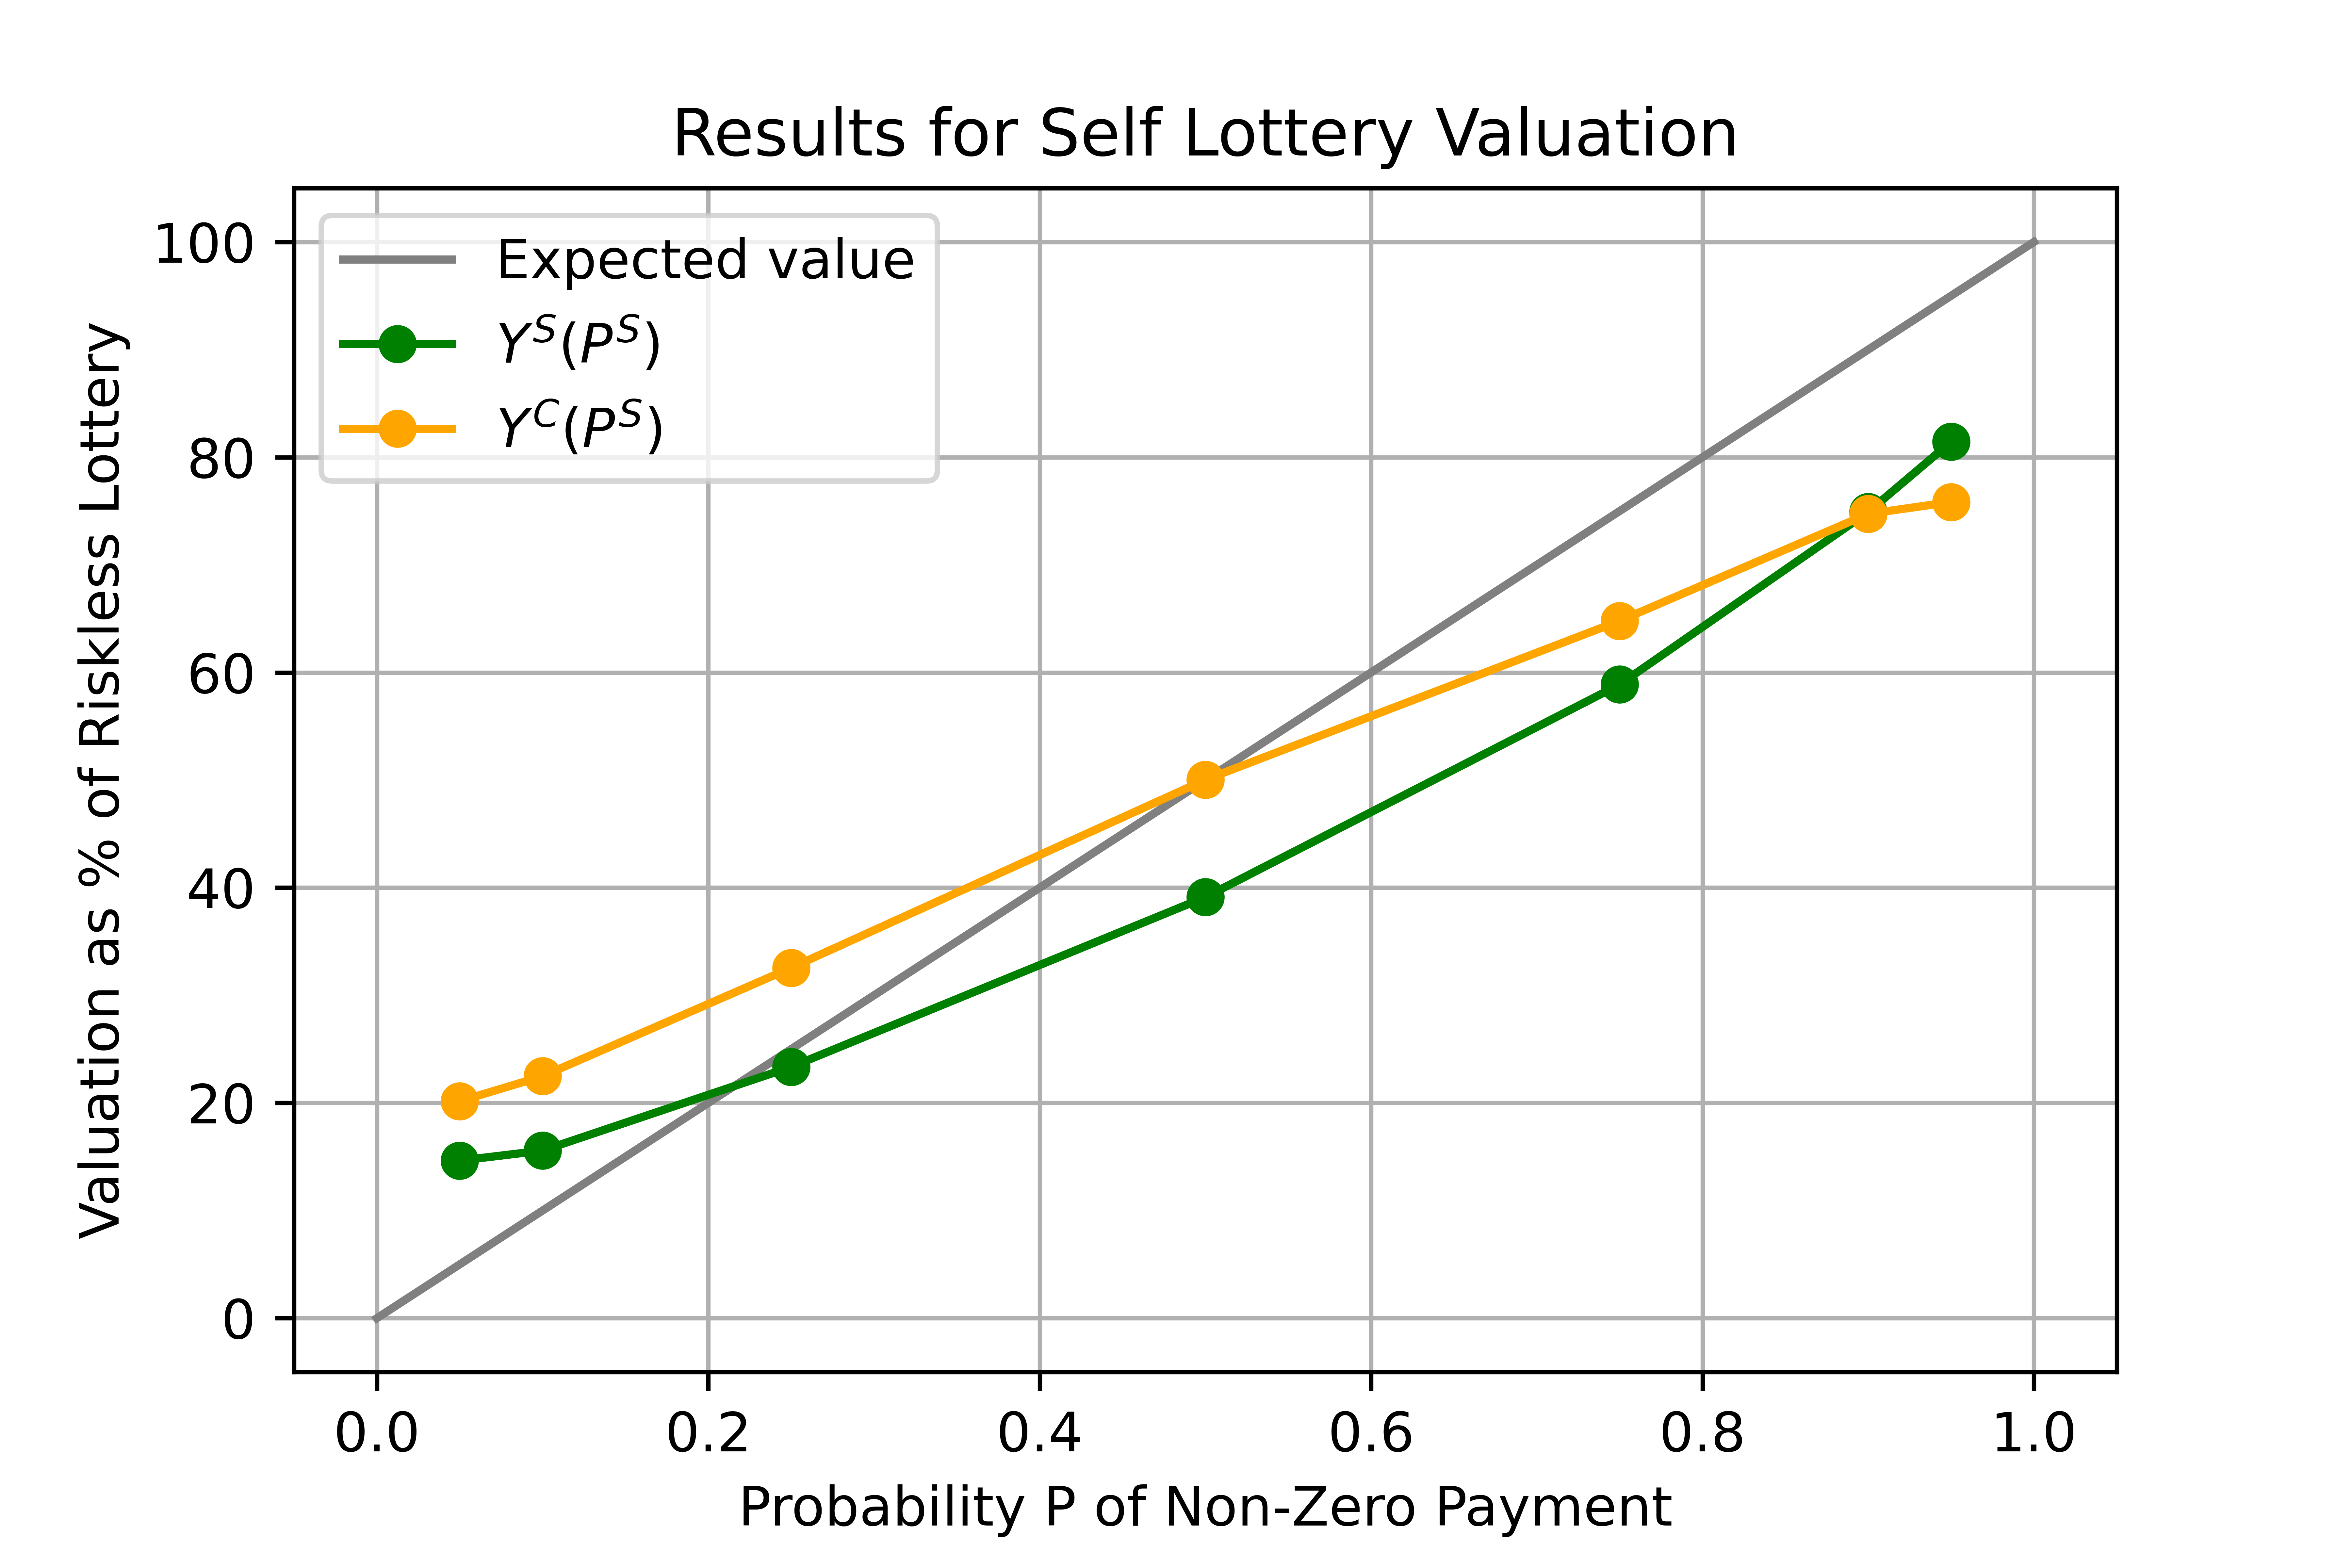 Results for Self Lottery Valuation
Expected value
Y^S(P^S)
Y^C(P^S)
Valuation as % of Riskless Lottery
100
80
60
40
20
0
0.0 0.2 0.4 0.6 0.8 1.0
Probability P of Non-Zero Payment